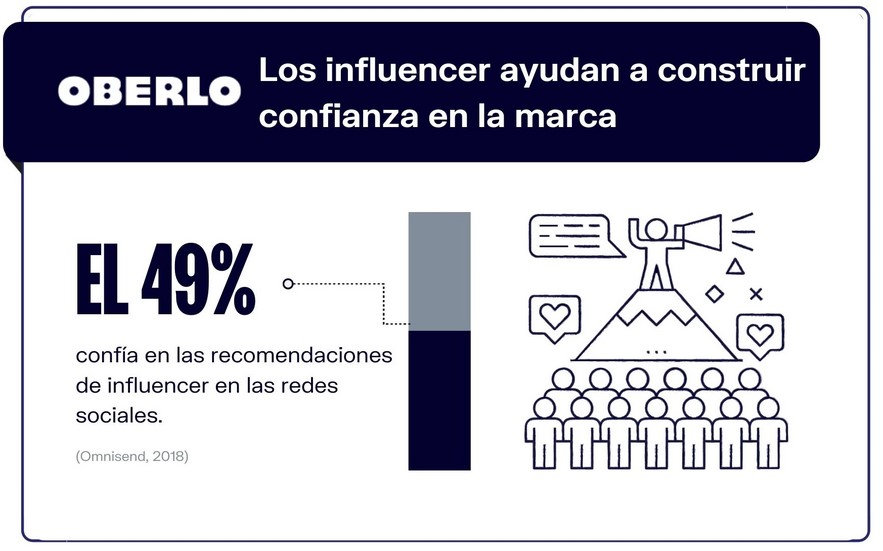 OBERLO
Los influencer ayudan a construir
confianza en la marca
EL 49%
confía en las recomendaciones
de influencer en las redes
sociales.
(Omnisend, 2018)